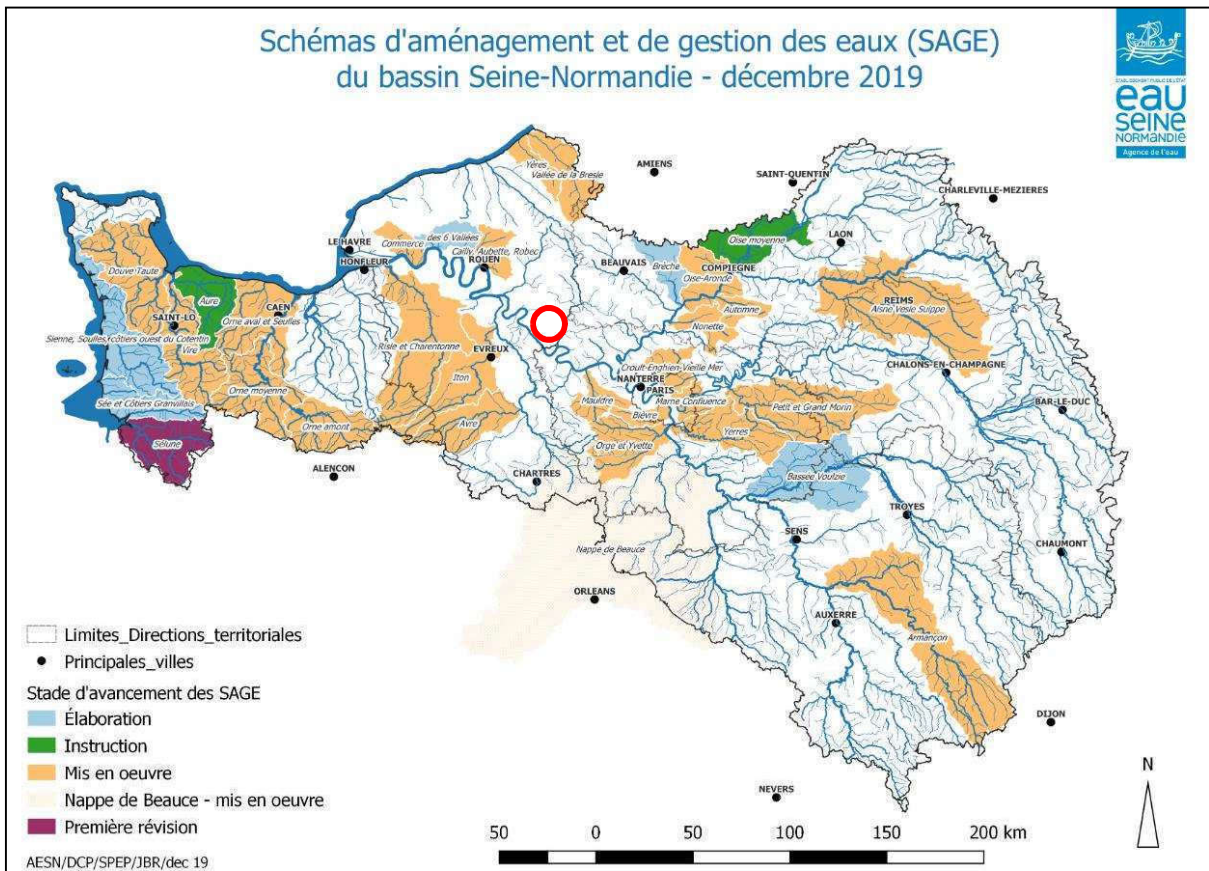 Schémas d'aménagement et de gestion des eaux (SAGE)
du bassin Seine-Normandie - décembre 2019
eau
SEINE
NORMANDIE
Agence de l'eau
AMIENS
Yères
Vallée de la Bresle
SAINT-QUENTIN
CHARLEVILLE-MEZIERES
LE HAVRE
HONFLEUR
Commerce
des 6 Vallées
Cailly, Aubette, Robec
ROUEN
BEAUVAIS
Brèche
Oise moyenne
LAON
COMPIEGNE
Oise-Aronde
Douve Taute
Aure
CAEN
Orne aval et Seulles
SAINT-LO
Sienne, Soulles, côtiers ouest du Cotentin
Vire
Risle et Charentonne
EVREUX
Iton
Automne
Nonette
REIMS
Aisne Vesle Suippe
Croult-Enghien-Vieille Mer
NANTERRE
PARIS
Marne Confluence
CHALONS-EN-CHAMPAGNE
BAR-LE-DUC
Sée et Côtiers Granvillais
Orne moyenne
Orne amont
Avre
Mauldre
Bièvre
Petit et Grand Morin
Yerres
Orge et Yvette
Sélune
ALENCON
CHARTRES
Bassée Voulzie
TROYES
SENS
CHAUMONT
Nappe de Beauce
ORLEANS
AUXERRE
Armançon
DIJON
NEVERS
Limites_Directions_territoriales
Principales_villes
Stade d'avancement des SAGE
Élaboration
Instruction
Mis en oeuvre
Nappe de Beauce - mis en oeuvre
Première révision
N
50 0 50 100 150 200 km
AESN/DCP/SPEP/JBR/dec 19